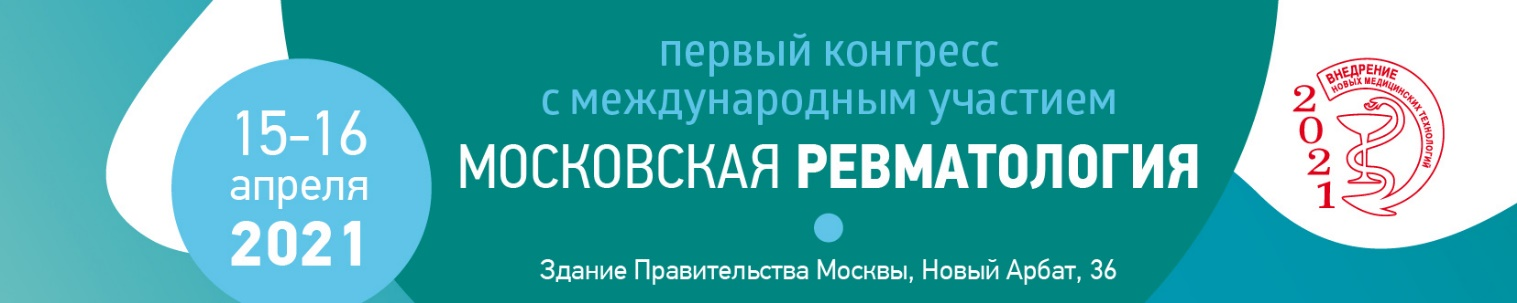 15-16
апреля
2021
первый конгресс
с международным участием
МОСКОВСКАЯ РЕВМАТОЛОГИЯ
Здание Правительства Москвы, Новый Арбат, 36
ВНЕДРЕНИЕ
НОВЫХ МЕДИЦИНСКИХ ТЕХНОЛОГИЙ
2021